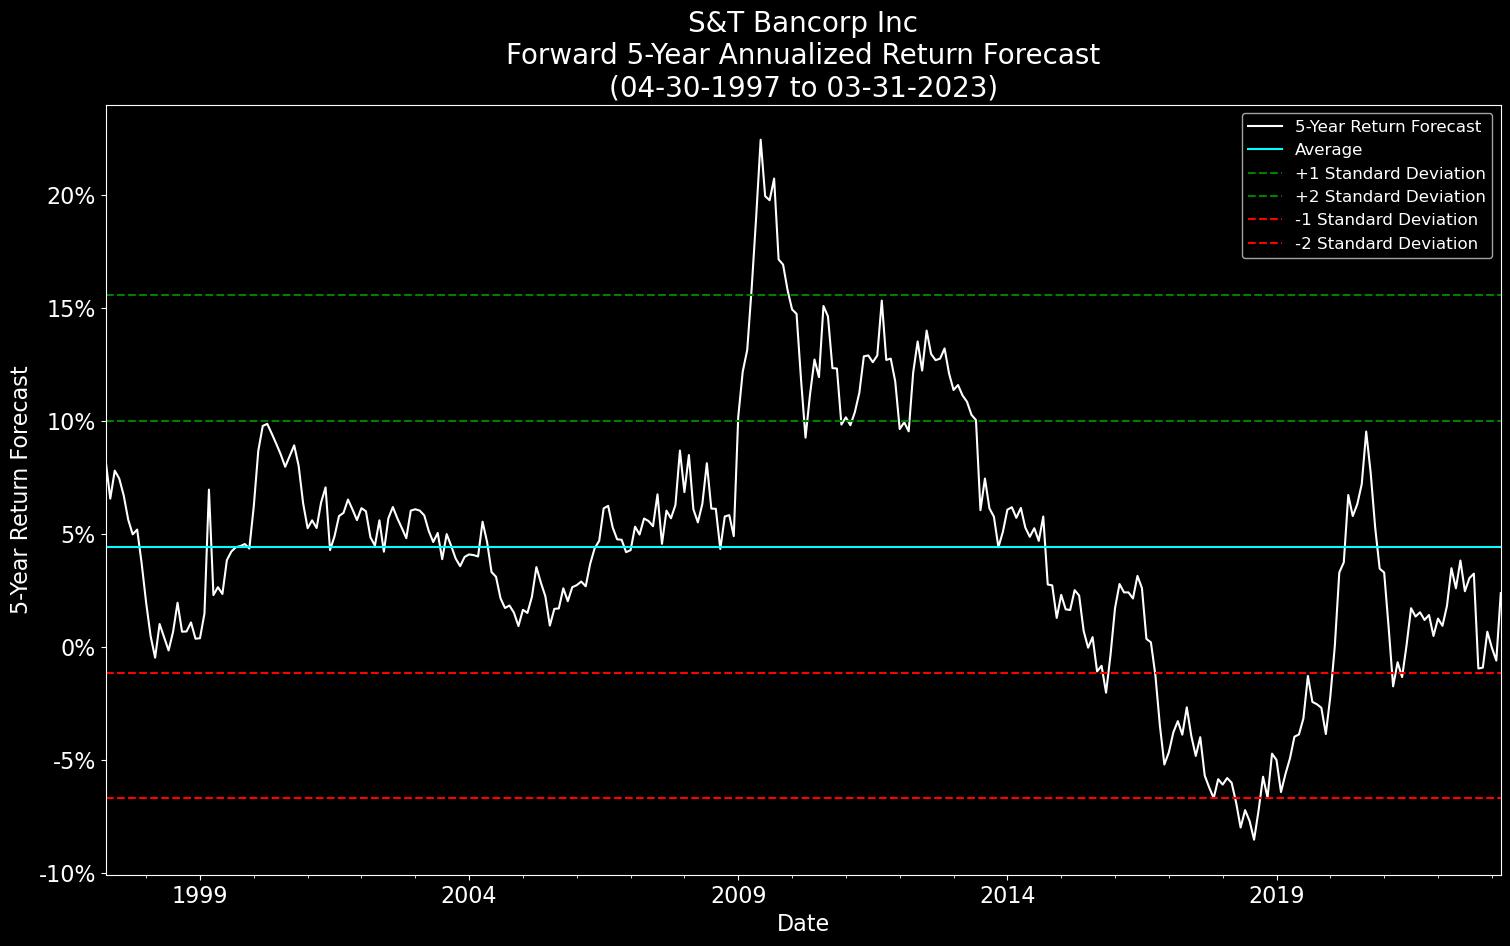 S&T Bancorp Inc
Forward 5-Year Annualized Return Forecast
(04-30-1997 to 03-31-2023)
5-Year Return Forecast
Average
+1 Standard Deviation
+2 Standard Deviation
-1 Standard Deviation
-2 Standard Deviation
5-Year Return Forecast
20%
15%
10%
5%
0%
-5%
-10%
1999 2004 2009 2014 2019
Date